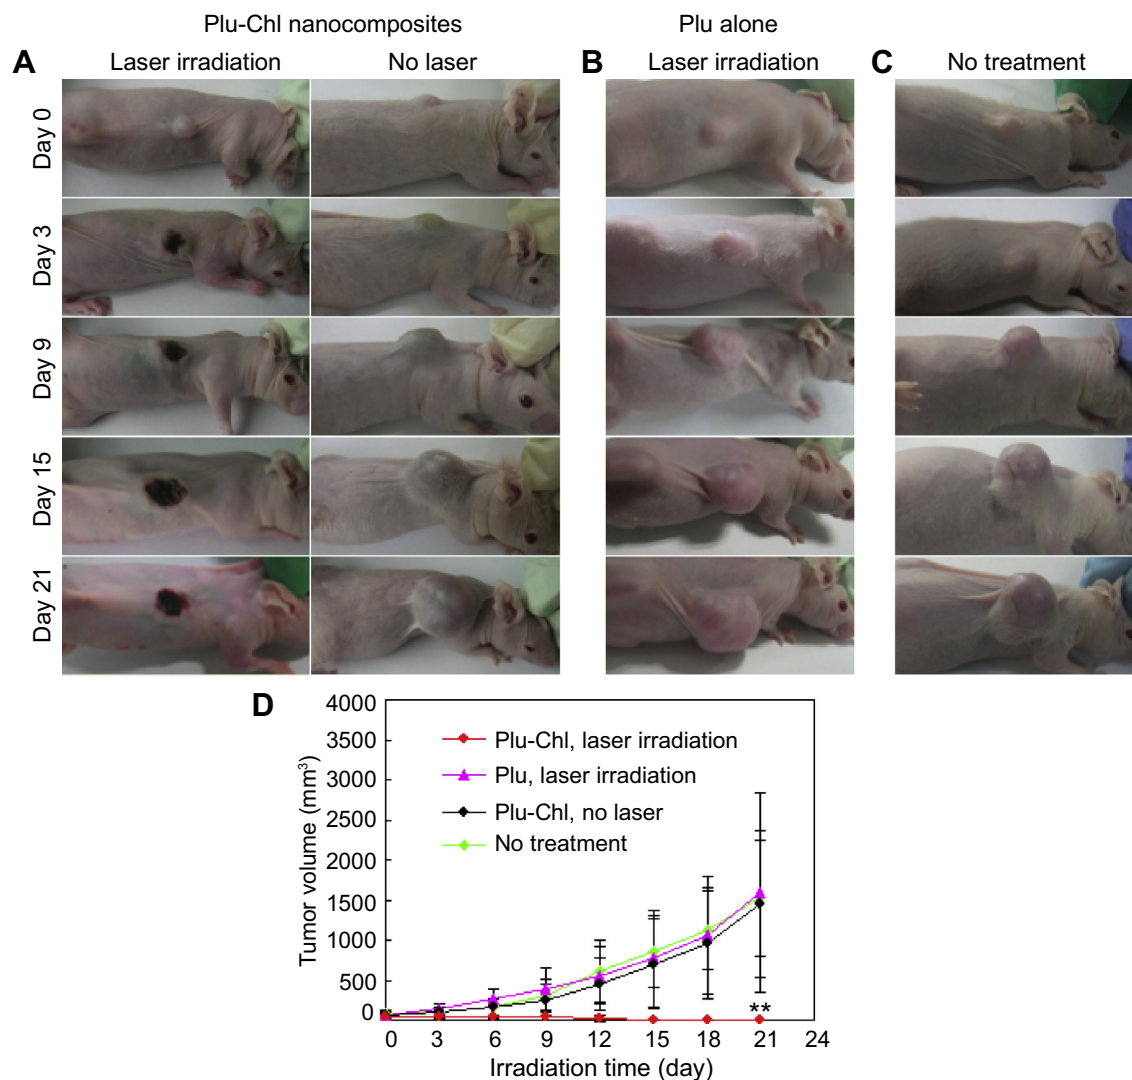 Plu-Chl nanocomposites
Plu alone
A
Laser irradiation
No laser
B
Laser irradiation
C
No treatment
Day 0
Day 3
Day 9
Day 15
Day 21
D
4000
3500
3000
2500
2000
1500
1000
500
0
Tumor volume (mm³)
Plu-Chl, laser irradiation
Plu, laser irradiation
Plu-Chl, no laser
No treatment
**
0 3 6 9 12 15 18 21 24
Irradiation time (day)